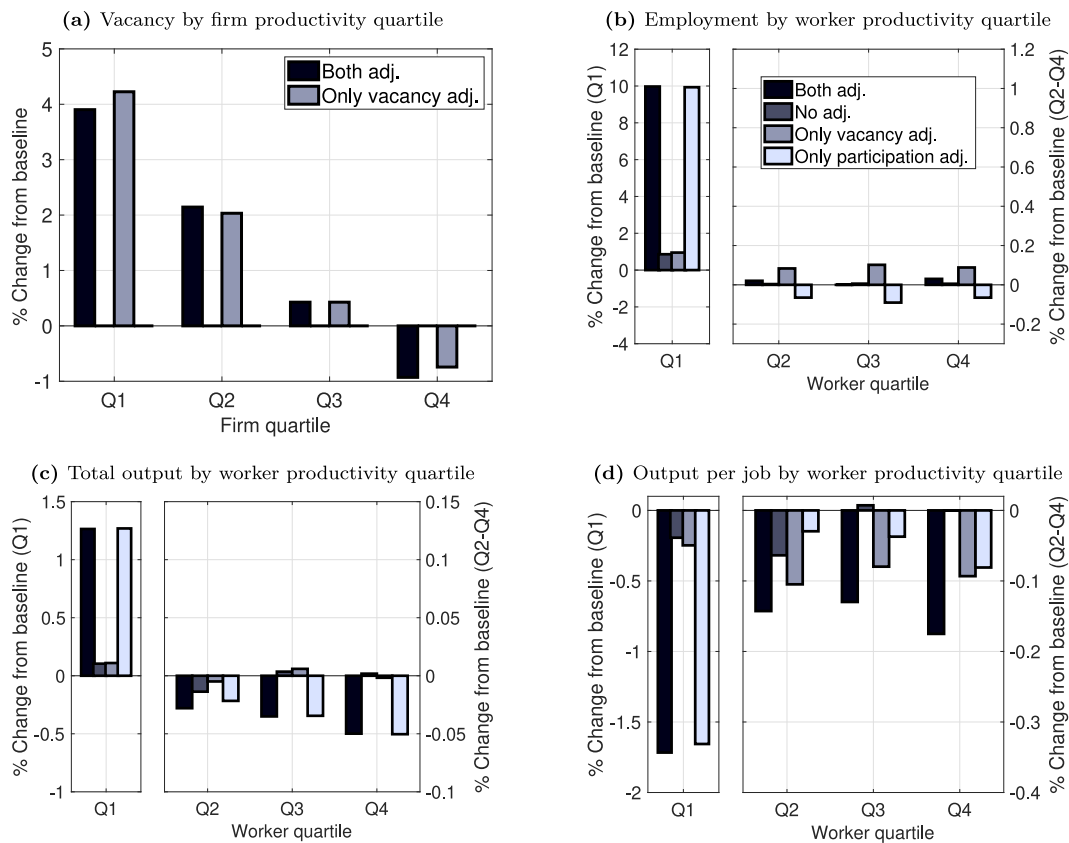 (a) Vacancy by firm productivity quartile
% Change from baseline
5
4
3
2
1
0
-1
Both adj.
Only vacancy adj.
Q1 Q2 Q3 Q4
Firm quartile
(b) Employment by worker productivity quartile
% Change from baseline (Q1)
12
10
8
6
4
2
0
-2
-4
Both adj.
No adj.
Only vacancy adj.
Only participation adj.
1.2
1
0.8
0.6
0.4
0.2
0
-0.2
% Change from baseline (Q2-Q4)
Q1 Q2 Q3 Q4
Worker quartile
(c) Total output by worker productivity quartile
% Change from baseline (Q1)
1.5
1
0.5
0
-0.5
-1
0.15
0.1
0.05
0
-0.05
-0.1
% Change from baseline (Q2-Q4)
Q1 Q2 Q3 Q4
Worker quartile
(d) Output per job by worker productivity quartile
% Change from baseline (Q1)
0
-0.5
-1
-1.5
-2
0
-0.1
-0.2
-0.3
-0.4
% Change from baseline (Q2-Q4)
Q1 Q2 Q3 Q4
Worker quartile